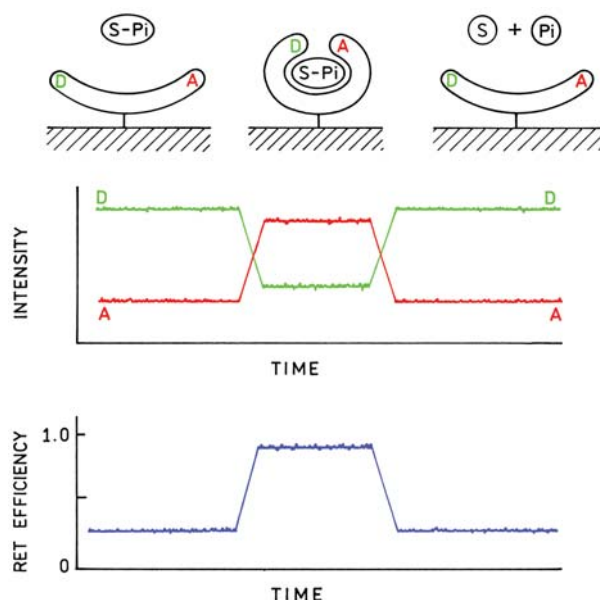 S-Pi
S + Pi
D A
D A
S-Pi
D A
D D
A A
INTENSITY
TIME
1.0
0
RET EFFICIENCY
TIME